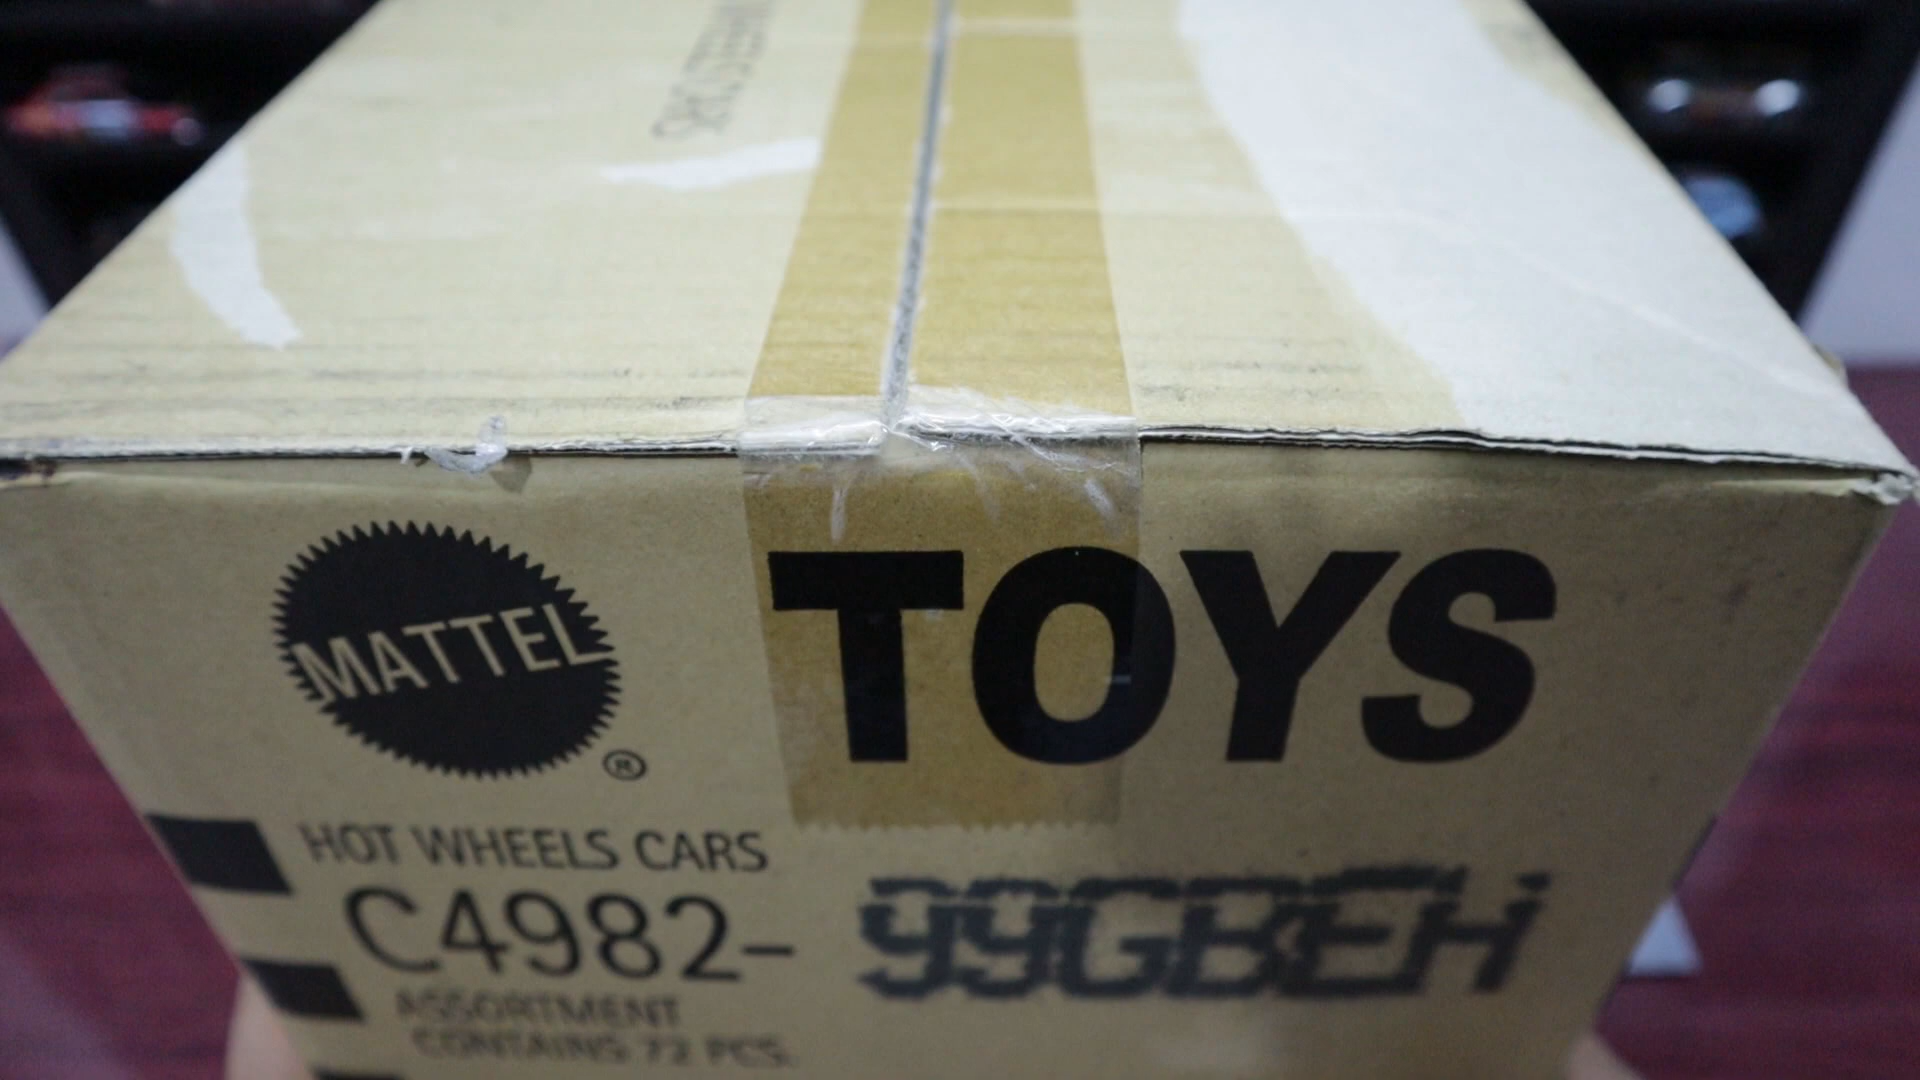 MATTEL
®
TOYS
HOT WHEELS CARS
C4982- 99GBEH
ASSORTMENT
CONTAINS 72 PCS.